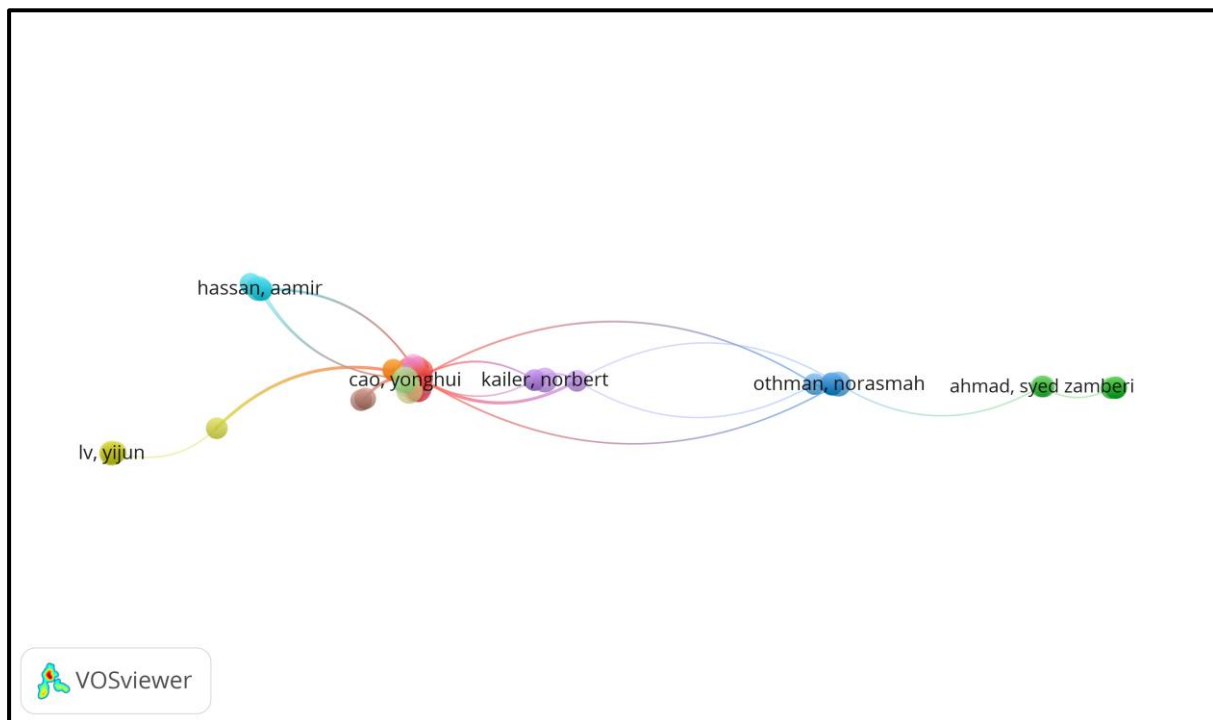 hassan, aamir
cao, yonghui
kailer, norbert
othman, norasmah
ahmad, syed zamberi
lv, yijun
VOSviewer